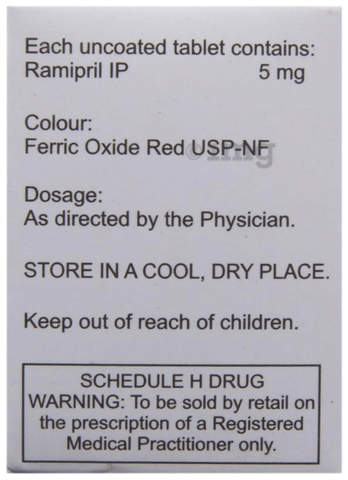 Each uncoated tablet contains:
Ramipril IP 5 mg
Colour:
Ferric Oxide Red USP-NF
Dosage:
As directed by the Physician.
STORE IN A COOL, DRY PLACE.
Keep out of reach of children.
SCHEDULE H DRUG
WARNING: To be sold by retail on
the prescription of a Registered
Medical Practitioner only.